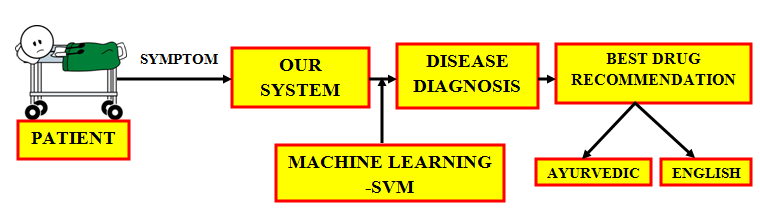 PATIENT
SYMPTOM
OUR
SYSTEM
MACHINE LEARNING
-SVM
DISEASE
DIAGNOSIS
BEST DRUG
RECOMMENDATION
AYURVEDIC
ENGLISH